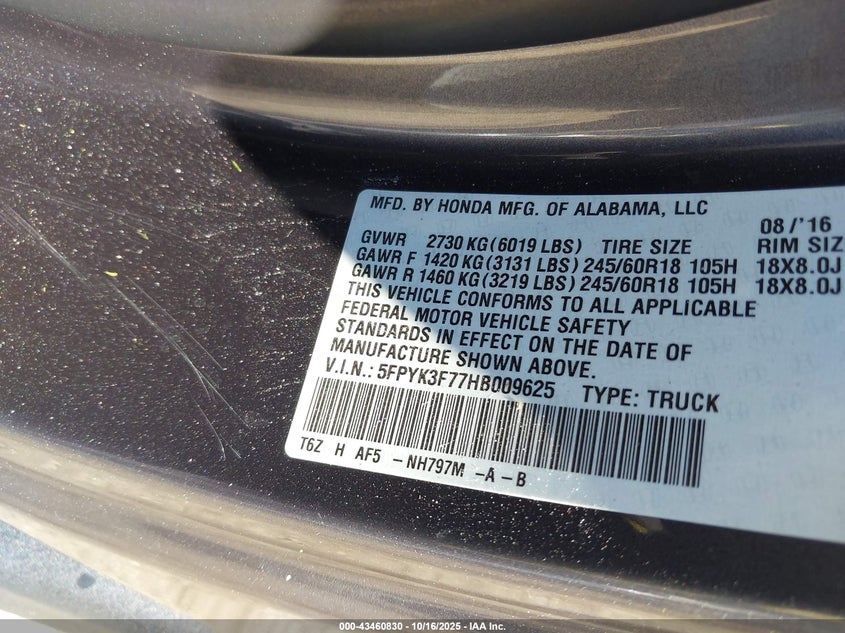 MFD. BY HONDA MFG. OF ALABAMA, LLC
08/'16
GVWR 2730 KG(6019 LBS) TIRE SIZE RIM SIZ
GAWR F 1420 KG(3131 LBS) 245/60R18 105H 18X8.0J
GAWR R 1460 KG(3219 LBS) 245/60R18 105H 18X8.0J
THIS VEHICLE CONFORMS TO ALL APPLICABLE
FEDERAL MOTOR VEHICLE SAFETY
STANDARDS IN EFFECT ON THE DATE OF
MANUFACTURE SHOWN ABOVE.
V.I.N.: 5FPYK3F77HB009625 TYPE: TRUCK
T6Z H AF5 -NH797M -A-B
000-43460830 - 10/16/2025 - IAA Inc.